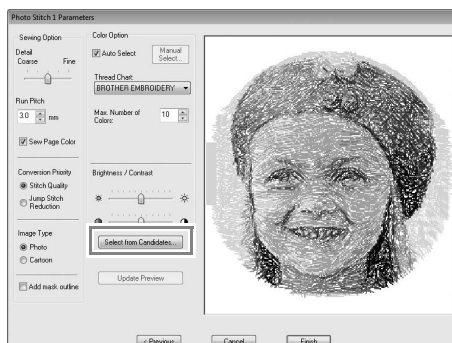 Photo Stitch 1 Parameters
Sewing Option
Detail
Coarse Fine
Run Pitch
3.0 mm
Sew Page Color
Conversion Priority
Stitch Quality
Jump Stitch
Reduction
Image Type
Photo
Cartoon
Add mask outline
Color Option
Auto Select
Manual
Select...
Thread Chart:
BROTHER EMBROIDERY
Max. Number of
Colors:
10
Brightness / Contrast
Select from Candidates...
Update Preview
< Previous
Cancel
Finish